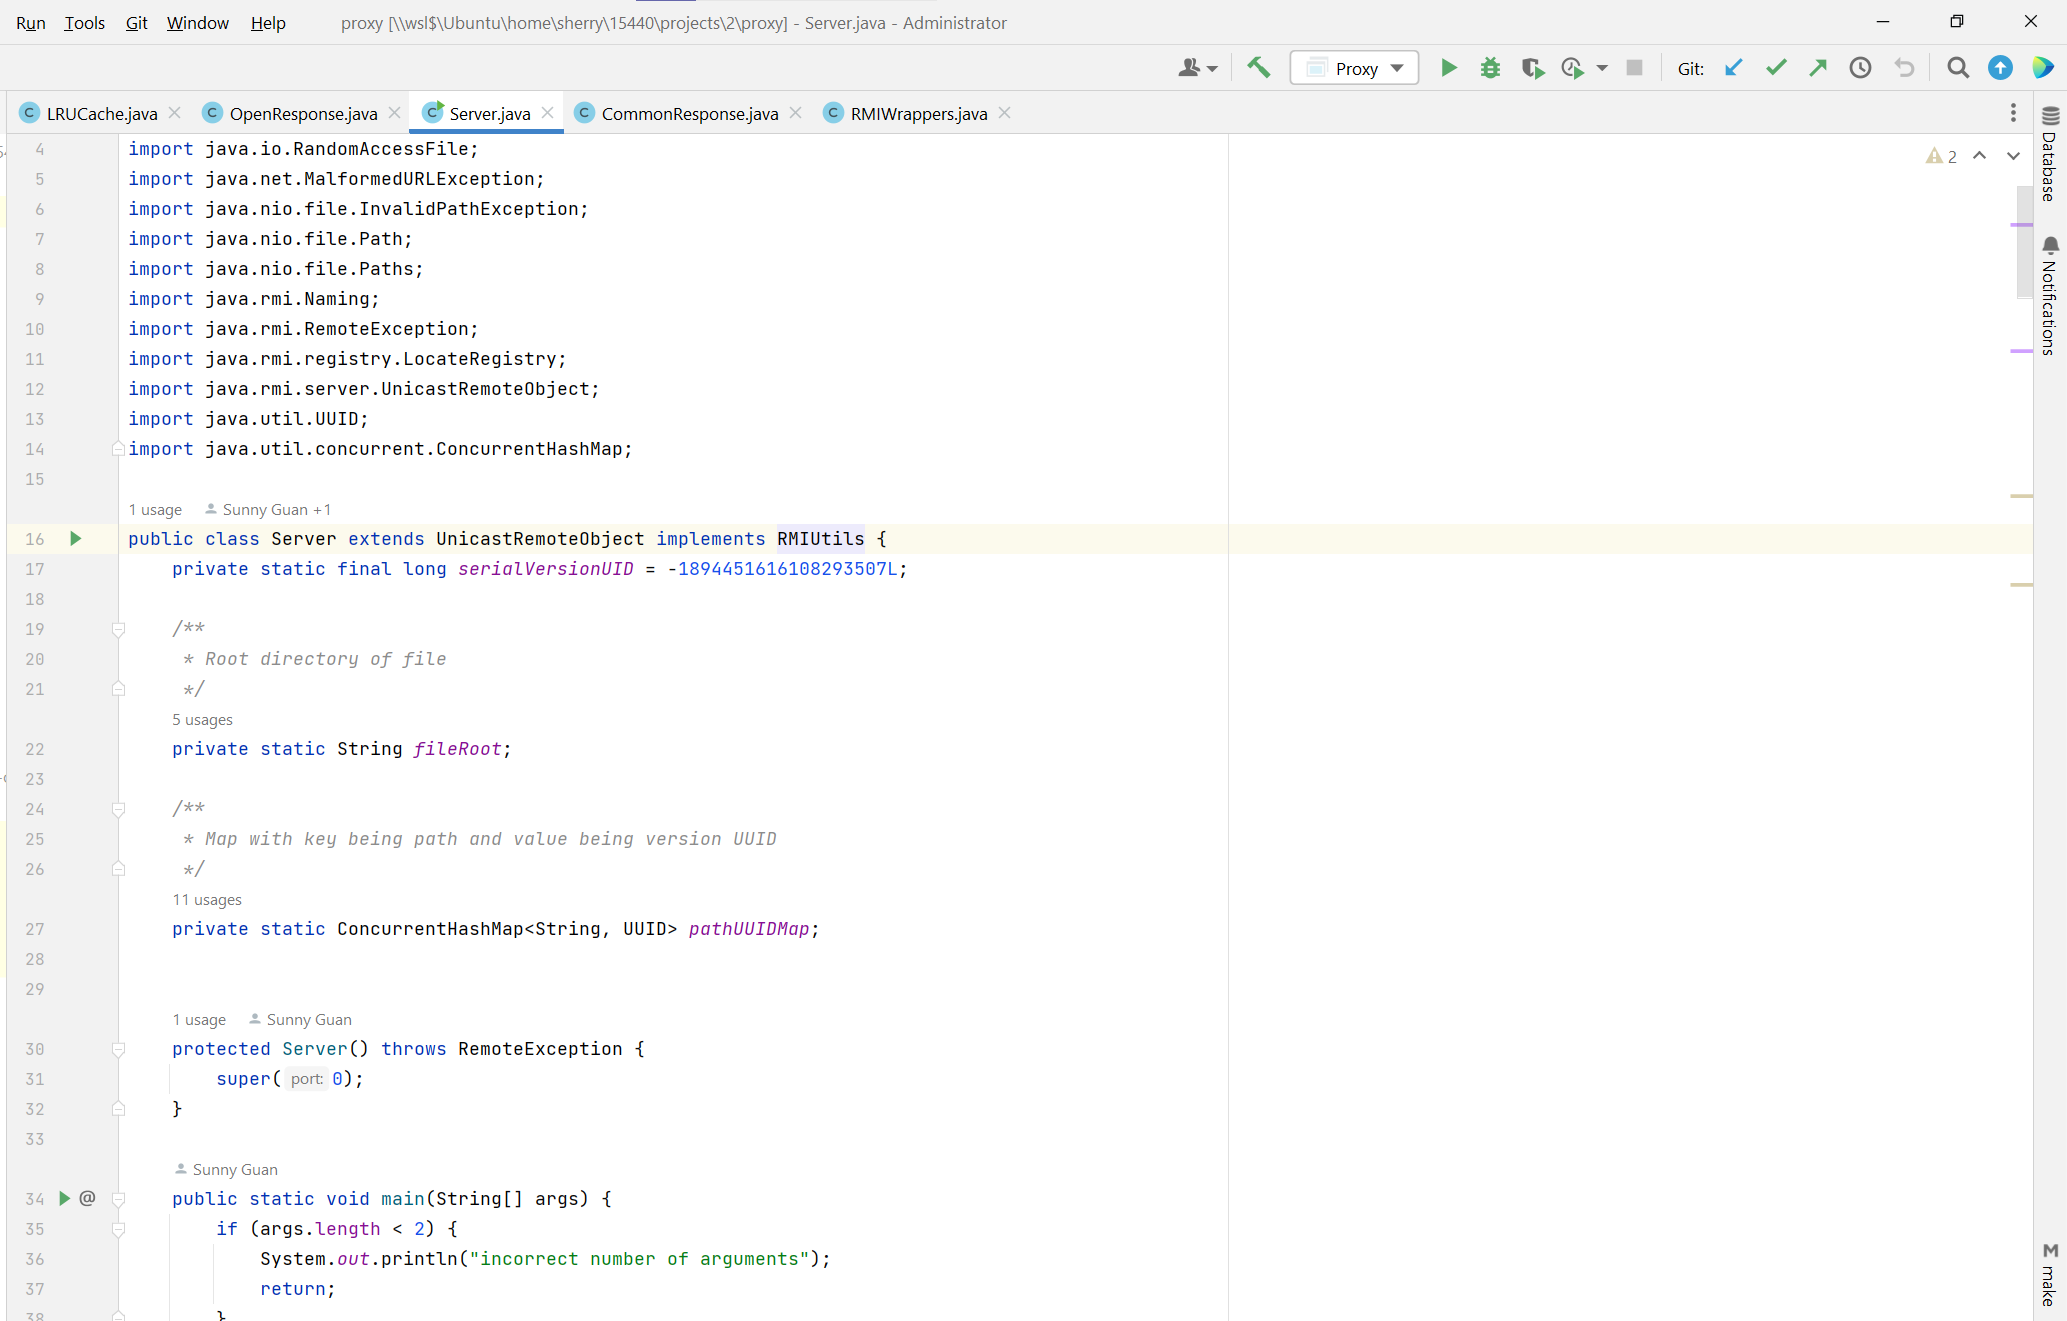 Run Tools Git Window Help proxy [\\wsl$\Ubuntu\home\sherry\15440\projects\2\proxy] - Server.java - Administrator
Proxy Git:
LRUCache.java OpenResponse.java Server.java CommonResponse.java RMIWrappers.java
2
Database
Notifications
make
4 import java.io.RandomAccessFile;
5 import java.net.MalformedURLException;
6 import java.nio.file.InvalidPathException;
7 import java.nio.file.Path;
8 import java.nio.file.Paths;
9 import java.rmi.Naming;
10 import java.rmi.RemoteException;
11 import java.rmi.registry.LocateRegistry;
12 import java.rmi.server.UnicastRemoteObject;
13 import java.util.UUID;
14 import java.util.concurrent.ConcurrentHashMap;
15
1 usage Sunny Guan +1
16 public class Server extends UnicastRemoteObject implements RMIUtils {
17 private static final long serialVersionUID = -1894451616108293507L;
18
19 /**
20 * Root directory of file
21 */
5 usages
22 private static String fileRoot;
23
24 /**
25 * Map with key being path and value being version UUID
26 */
11 usages
27 private static ConcurrentHashMap<String, UUID> pathUUIDMap;
28
29
1 usage Sunny Guan
30 protected Server() throws RemoteException {
31 super( port: 0);
32 }
33
Sunny Guan
34 @ public static void main(String[] args) {
35 if (args.length < 2) {
36 System.out.println("incorrect number of arguments");
37 return;
38 }